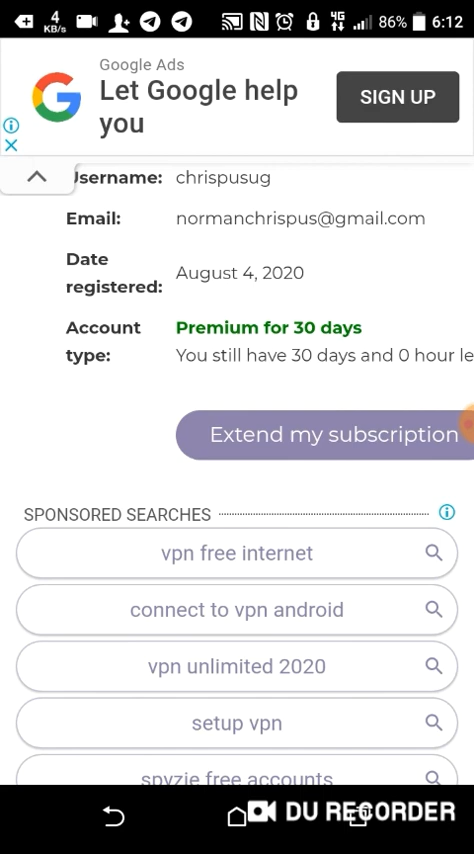 4 KB/s 4G 86% 6:12
Google Ads
Let Google help
you
SIGN UP
Username: chrispusug
Email: normanchrispus@gmail.com
Date
registered: August 4, 2020
Account
type: Premium for 30 days
You still have 30 days and 0 hour le
Extend my subscription
SPONSORED SEARCHES
vpn free internet
connect to vpn android
vpn unlimited 2020
setup vpn
spyzie free accounts
DU RECORDER